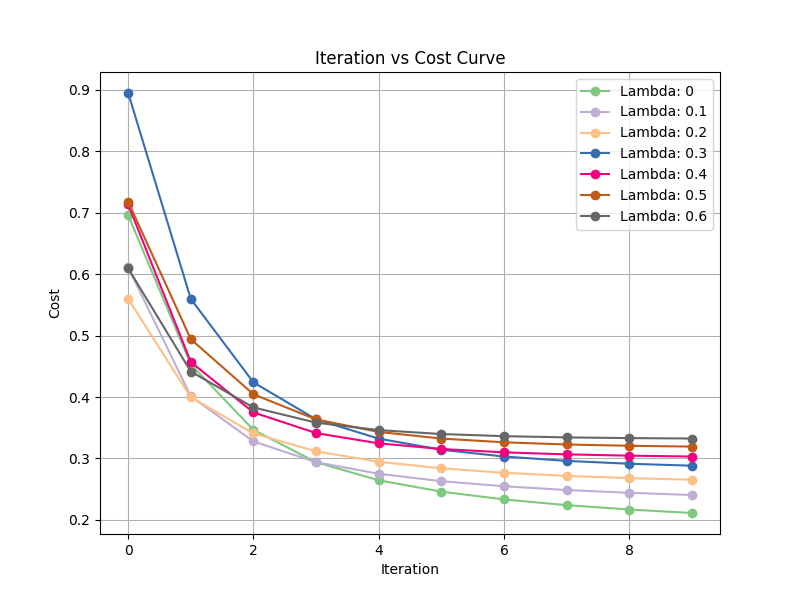 Iteration vs Cost Curve
Lambda: 0
Lambda: 0.1
Lambda: 0.2
Lambda: 0.3
Lambda: 0.4
Lambda: 0.5
Lambda: 0.6
0.9
0.8
0.7
0.6
0.5
0.4
0.3
0.2
Cost
0 2 4 6 8
Iteration